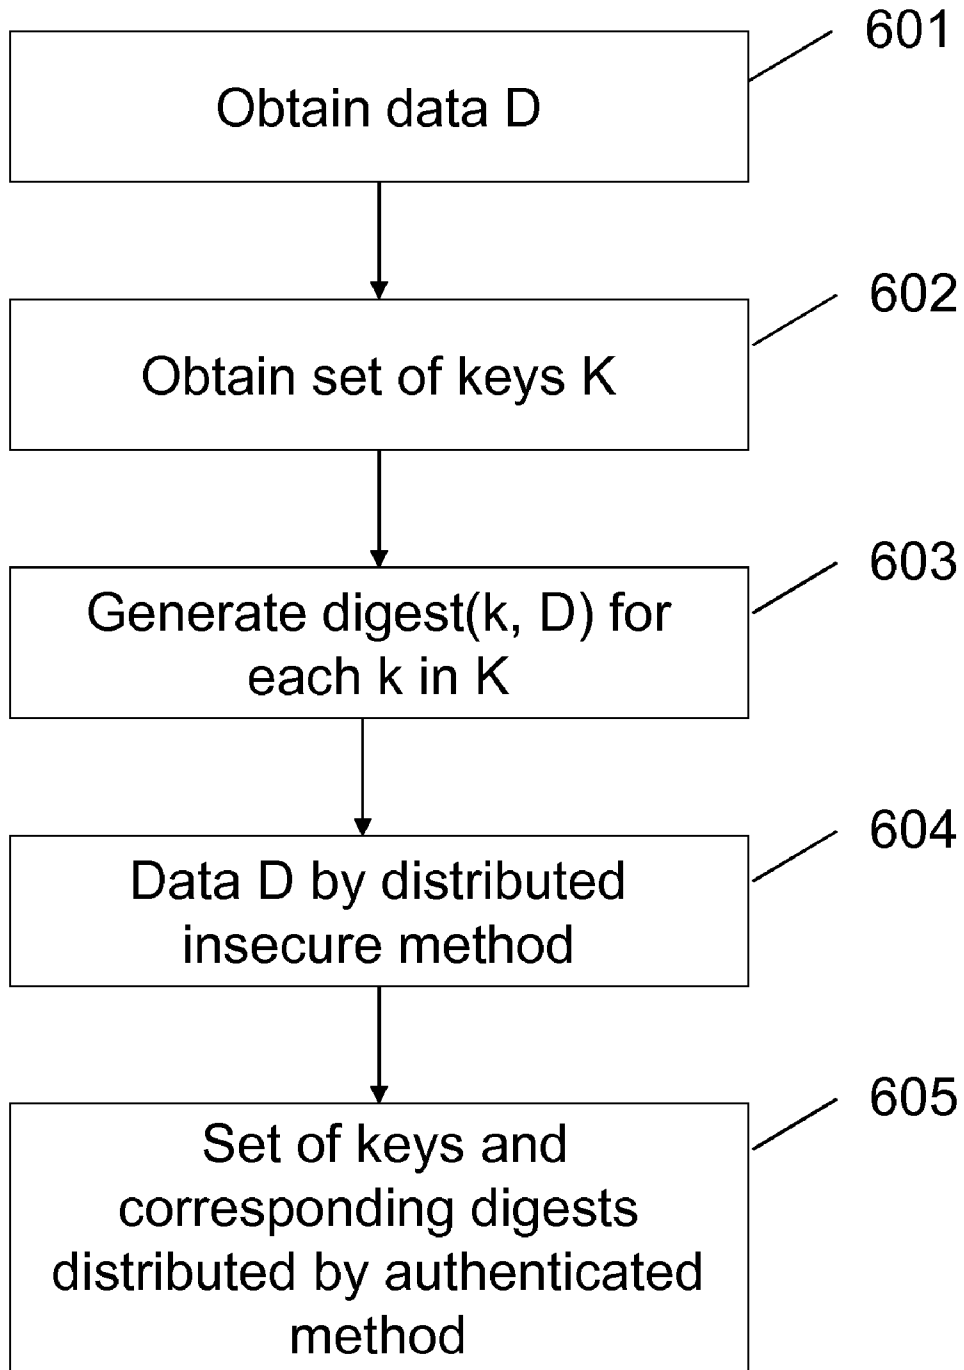 601
Obtain data D
602
Obtain set of keys K
603
Generate digest(k, D) for
each k in K
604
Data D by distributed
insecure method
605
Set of keys and
corresponding digests
distributed by authenticated
method